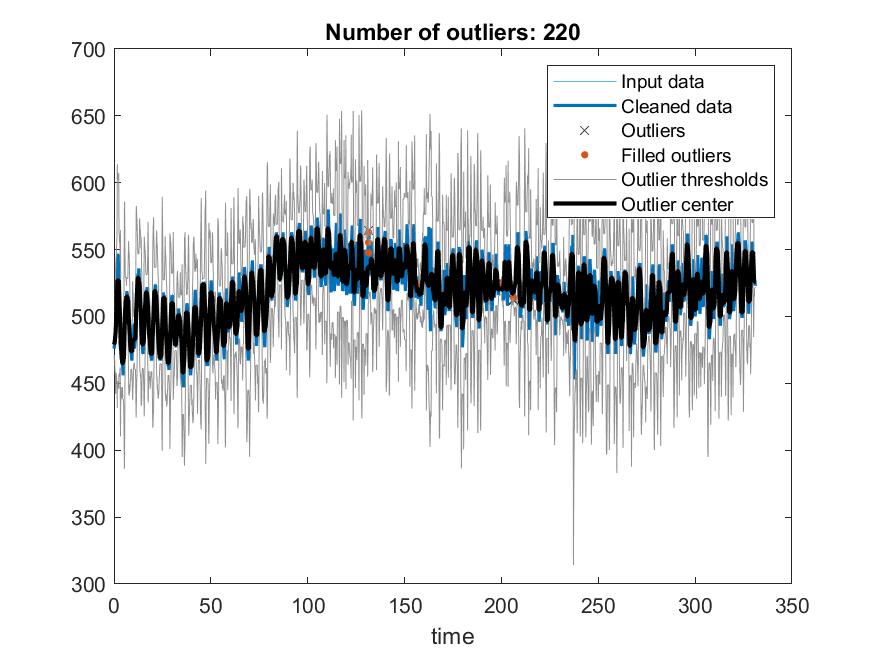 Number of outliers: 220
700
650
600
550
500
450
400
350
300
Input data
Cleaned data
Outliers
Filled outliers
Outlier thresholds
Outlier center
0 50 100 150 200 250 300 350
time